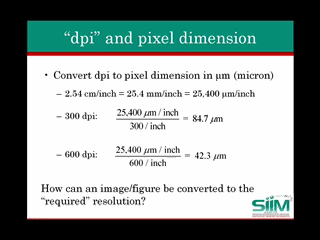 "dpi" and pixel dimension
• Convert dpi to pixel dimension in μm (micron)
– 2.54 cm/inch = 25.4 mm/inch = 25,400 μm/inch
– 300 dpi: 25,400 μm / inch
300 / inch
= 84.7 μm
– 600 dpi: 25,400 μm / inch
600 / inch
= 42.3 μm
How can an image/figure be converted to the
"required" resolution?
SIIM